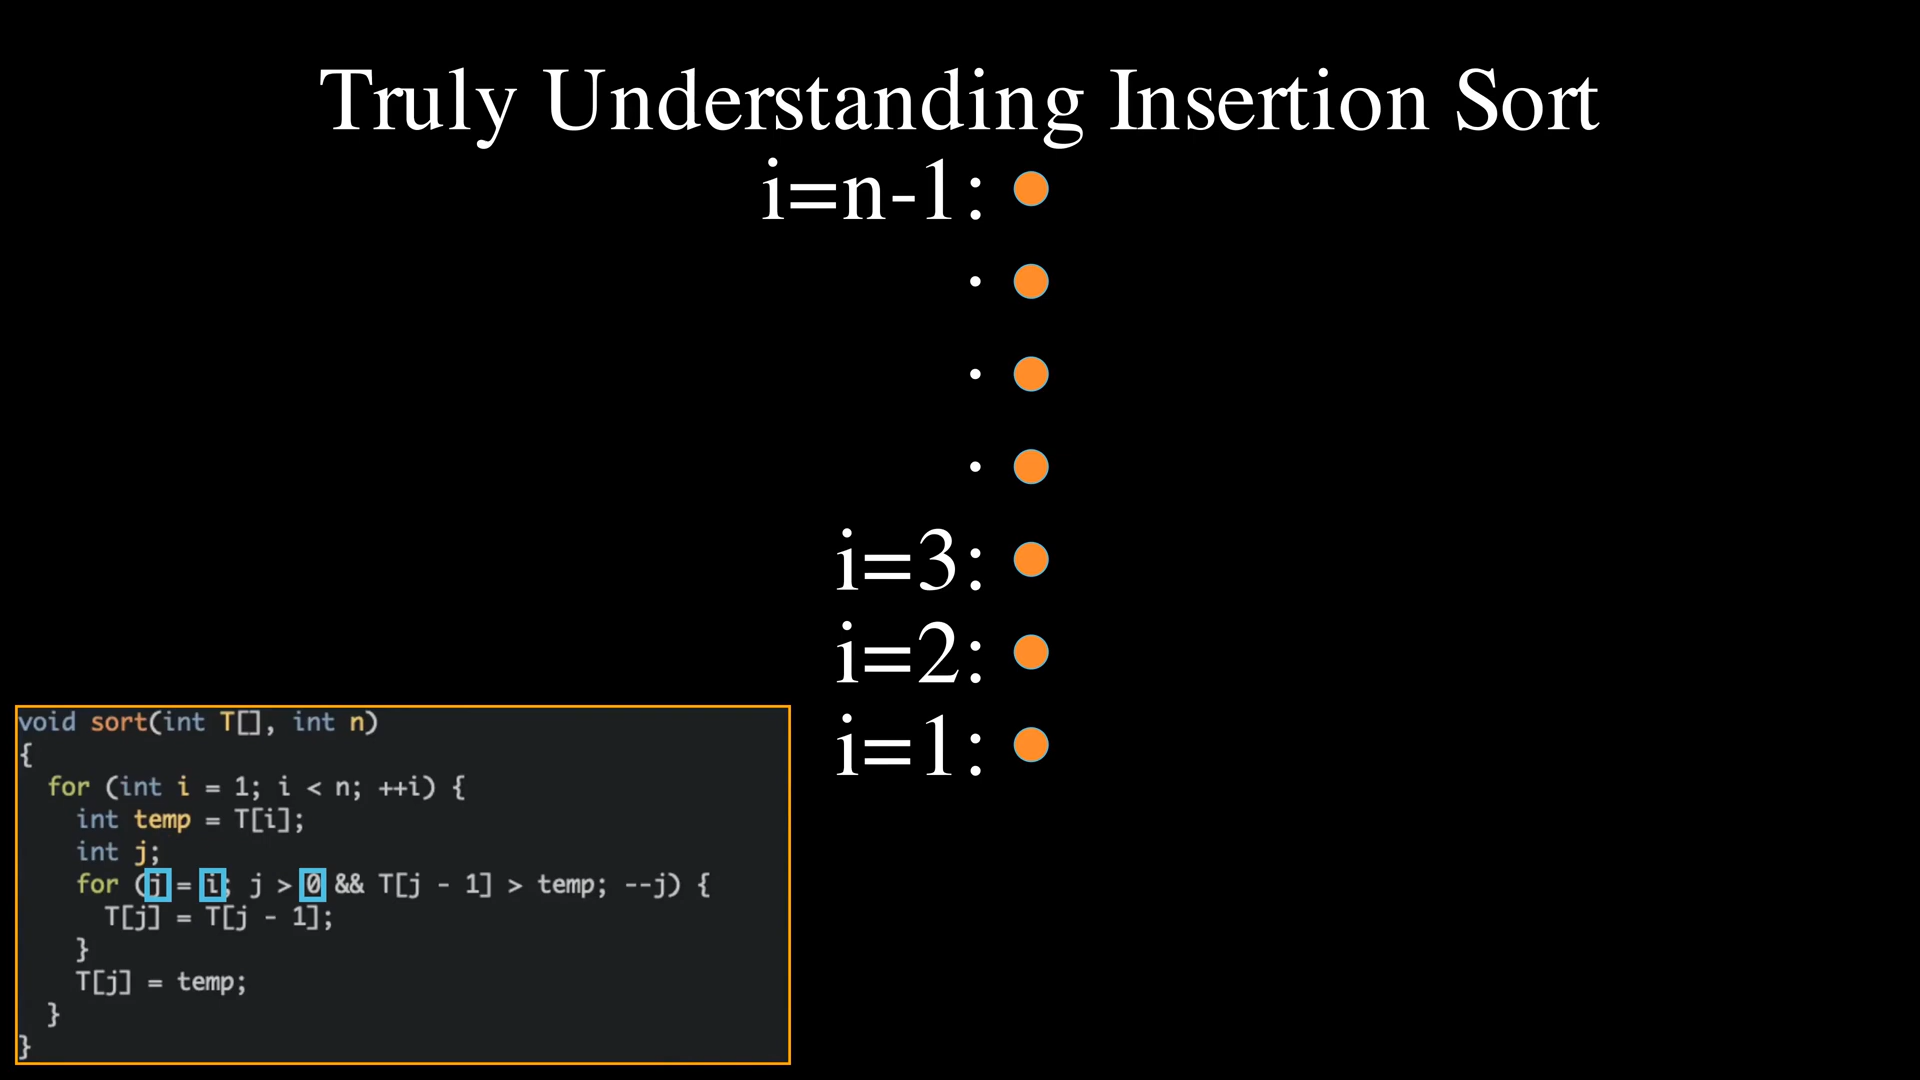 Truly Understanding Insertion Sort
i=n-1:
.
.
.
i=3:
i=2:
i=1:
void sort(int T[], int n)
{
  for (int i = 1; i < n; ++i) {
    int temp = T[i];
    int j;
    for (j = i; j > 0 && T[j - 1] > temp; --j) {
      T[j] = T[j - 1];
    }
    T[j] = temp;
  }
}